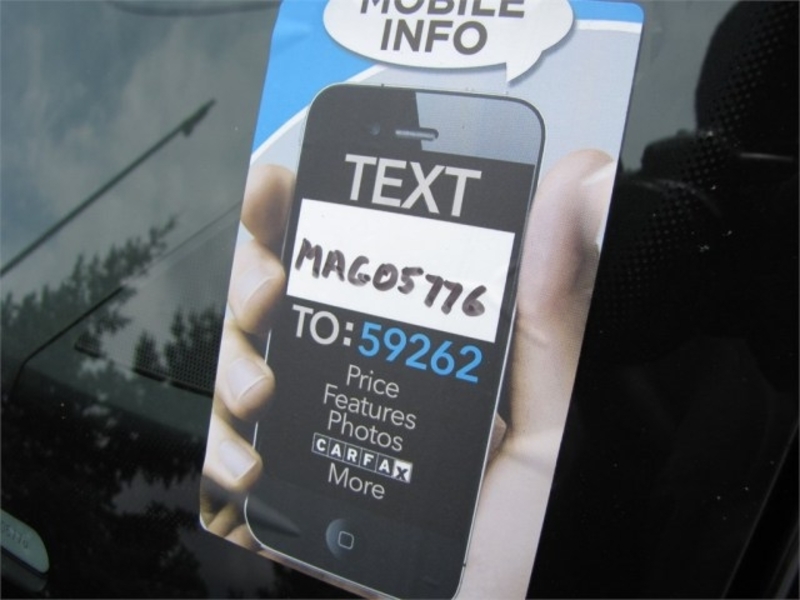 MOBILE
INFO
TEXT
MAG05776
TO: 59262
Price
Features
Photos
CARFAX
More